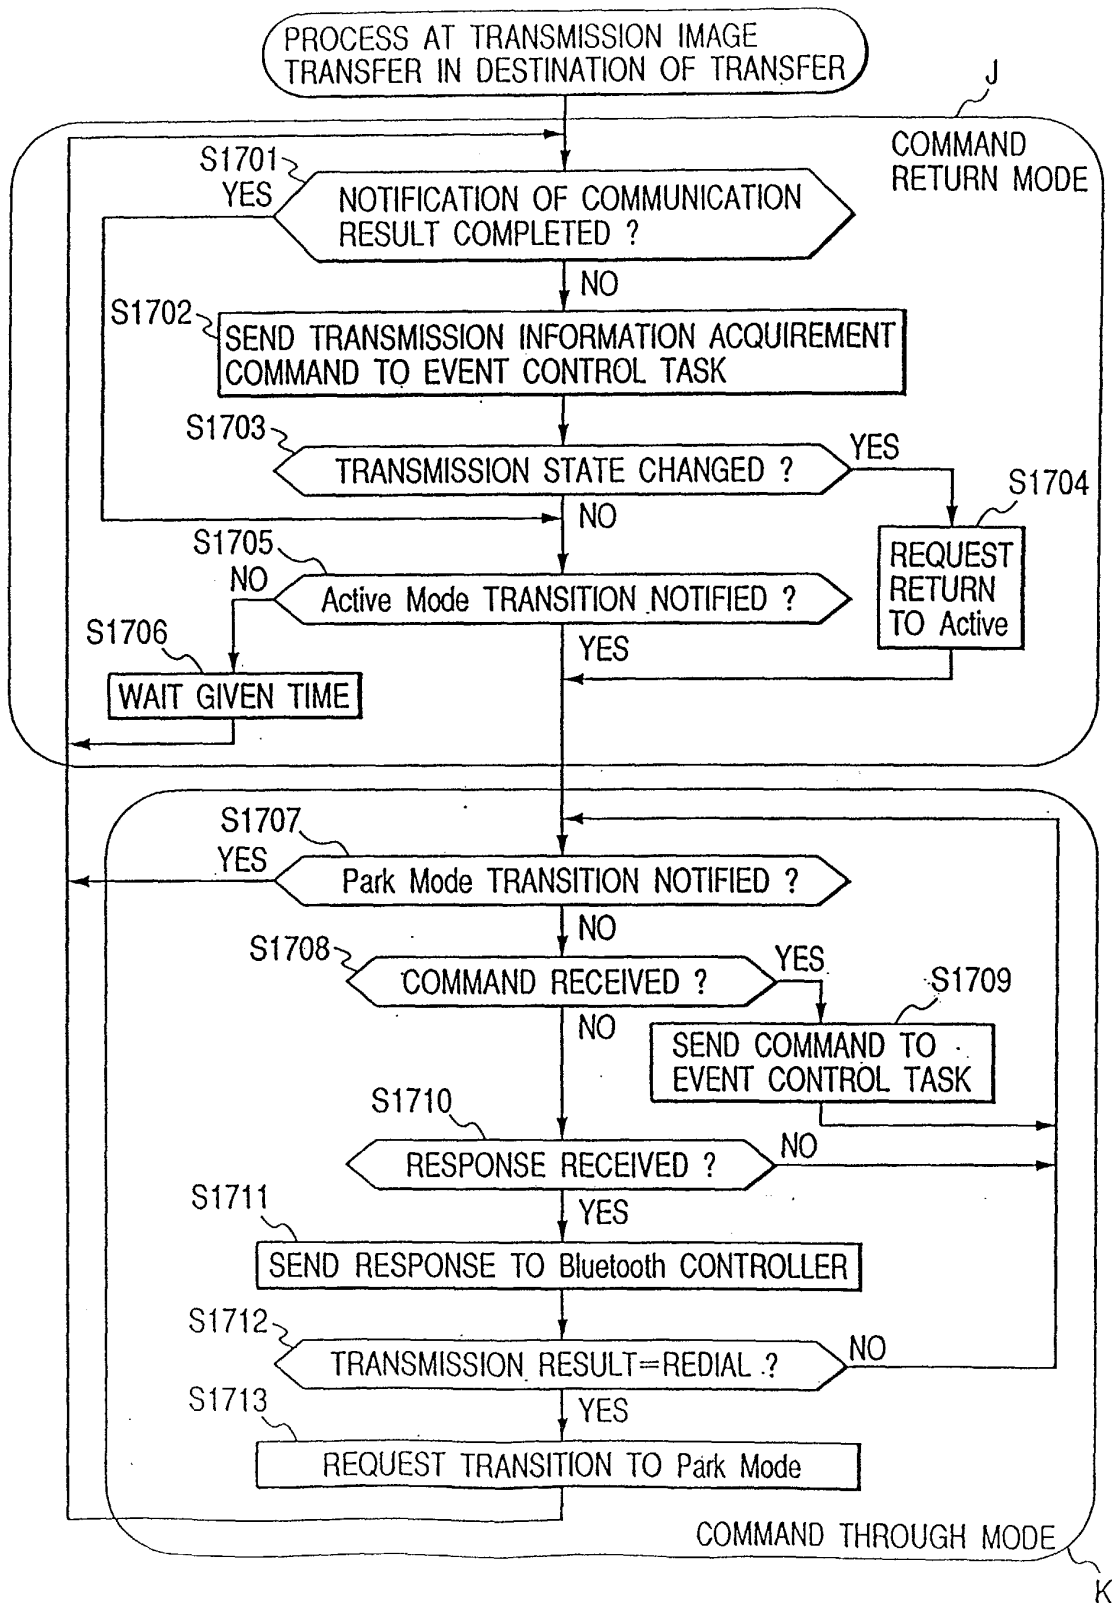 PROCESS AT TRANSMISSION IMAGE
TRANSFER IN DESTINATION OF TRANSFER
J
COMMAND
RETURN MODE
S1701
YES
NOTIFICATION OF COMMUNICATION
RESULT COMPLETED ?
NO
S1702
SEND TRANSMISSION INFORMATION ACQUIREMENT
COMMAND TO EVENT CONTROL TASK
S1703
TRANSMISSION STATE CHANGED ?
YES
NO
S1704
REQUEST
RETURN
TO Active
S1705
NO
Active Mode TRANSITION NOTIFIED ?
YES
S1706
WAIT GIVEN TIME
S1707
YES
Park Mode TRANSITION NOTIFIED ?
NO
S1708
COMMAND RECEIVED ?
YES
NO
S1709
SEND COMMAND TO
EVENT CONTROL TASK
S1710
RESPONSE RECEIVED ?
NO
YES
S1711
SEND RESPONSE TO Bluetooth CONTROLLER
S1712
TRANSMISSION RESULT=REDIAL ?
NO
YES
S1713
REQUEST TRANSITION TO Park Mode
COMMAND THROUGH MODE
K